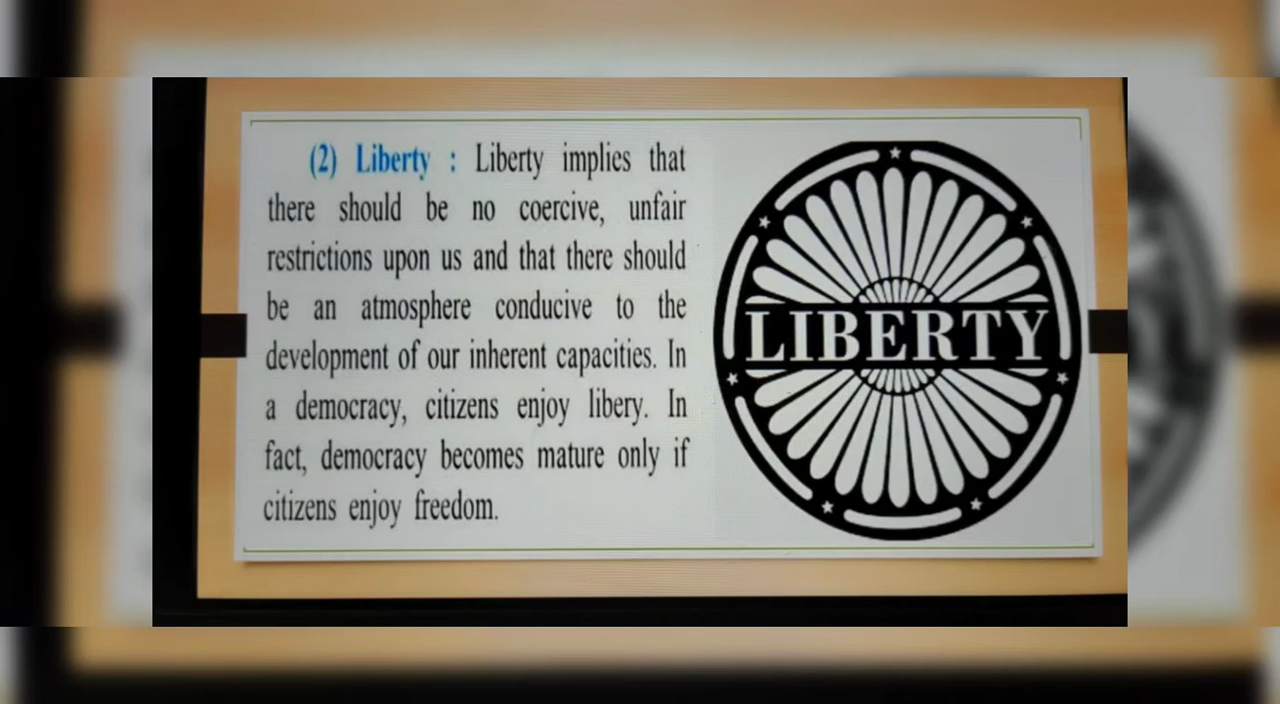 (2) Liberty : Liberty implies that
there should be no coercive, unfair
restrictions upon us and that there should
be an atmosphere conducive to the
development of our inherent capacities. In
a democracy, citizens enjoy libery. In
fact, democracy becomes mature only if
citizens enjoy freedom.
LIBERTY